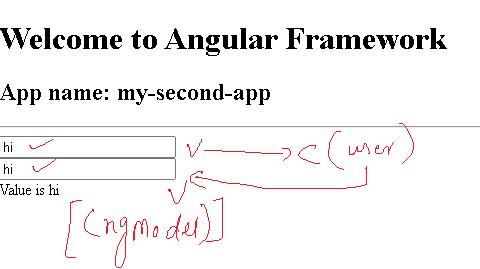 Welcome to Angular Framework
App name: my-second-app
hi
V C (user)
hi
Value is hi V
[(ngmodel)]